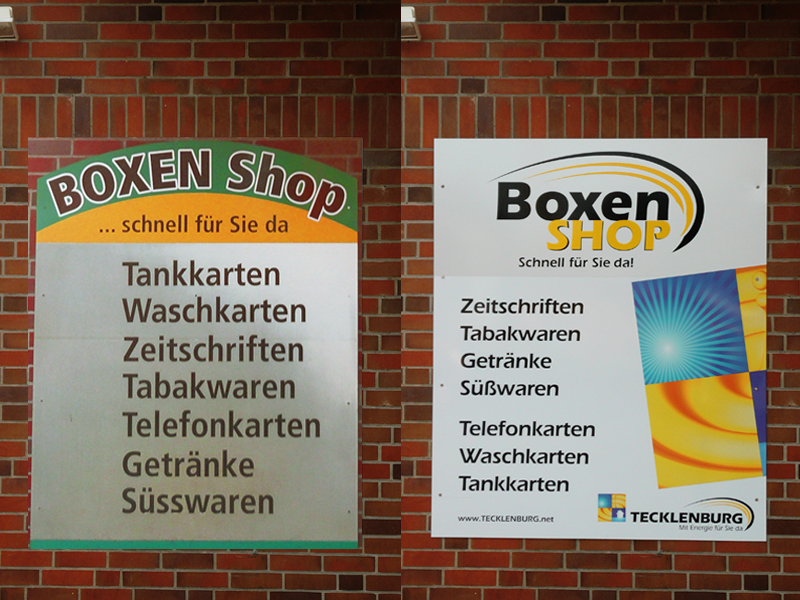 BOXEN Shop
... schnell für Sie da
Tankkarten
Waschkarten
Zeitschriften
Tabakwaren
Telefonkarten
Getränke
Süsswaren
Boxen
SHOP
Schnell für Sie da!
Zeitschriften
Tabakwaren
Getränke
Süßwaren
Telefonkarten
Waschkarten
Tankkarten
www.TECKLENBURG.net
TECKLENBURG
Mit Energie für Sie da